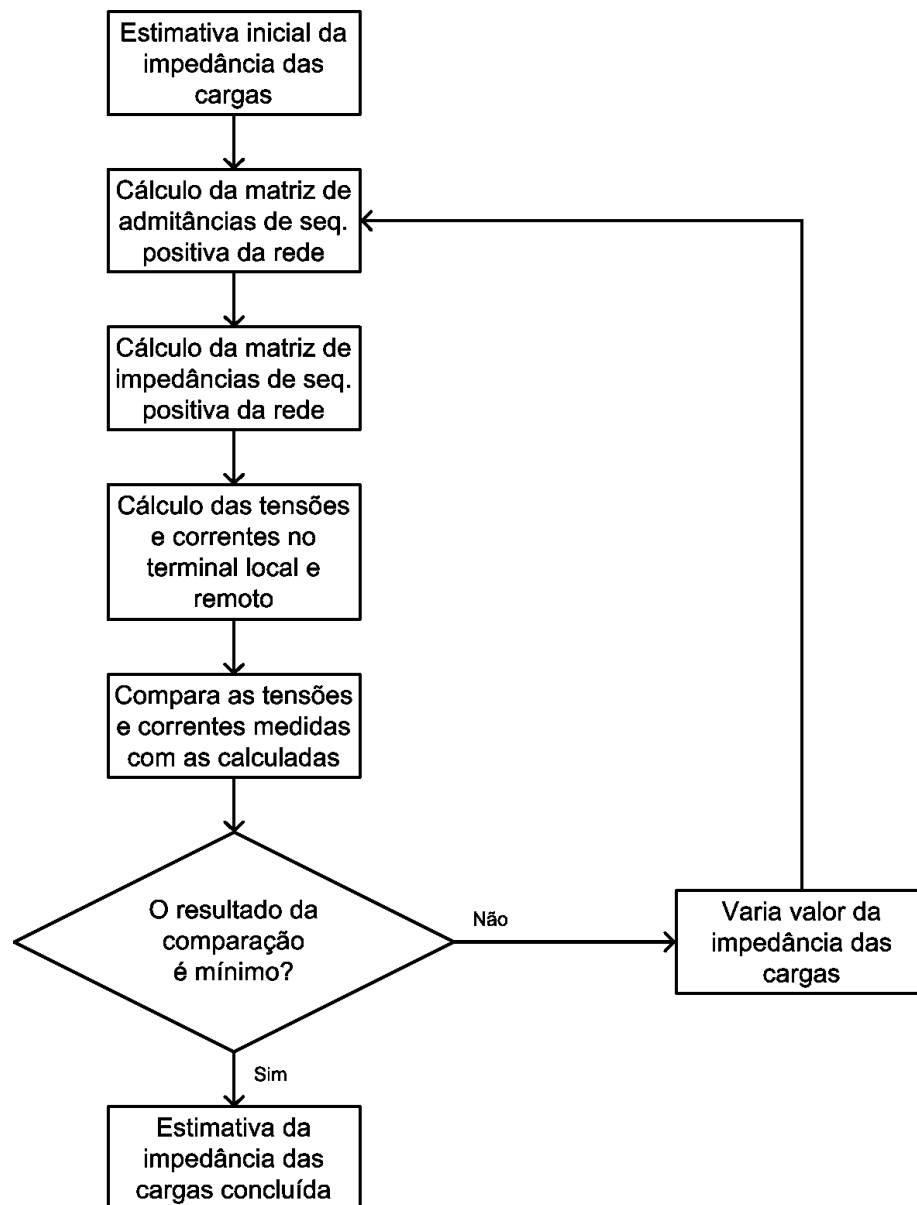 Estimativa inicial da
impedância das
cargas
Cálculo da matriz de
admitâncias de seq.
positiva da rede
Cálculo da matriz de
impedâncias de seq.
positiva da rede
Cálculo das tensões
e correntes no
terminal local e
remoto
Compara as tensões
e correntes medidas
com as calculadas
O resultado da
comparação
é mínimo?
Não
Varia valor da
impedância das
cargas
Sim
Estimativa da
impedância das
cargas concluída